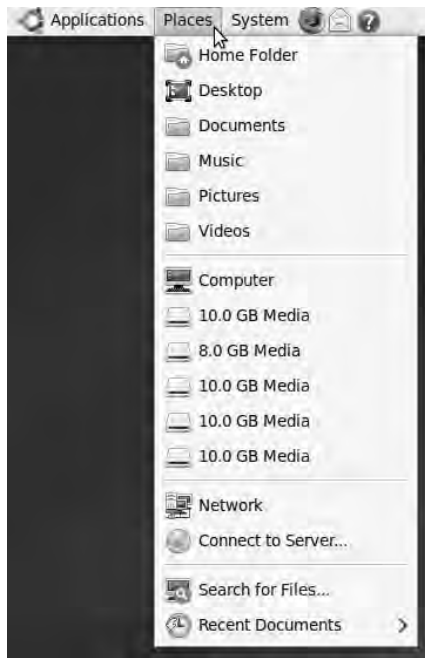 Applications Places System
Home Folder
Desktop
Documents
Music
Pictures
Videos
Computer
10.0 GB Media
8.0 GB Media
10.0 GB Media
10.0 GB Media
10.0 GB Media
Network
Connect to Server...
Search for Files...
Recent Documents